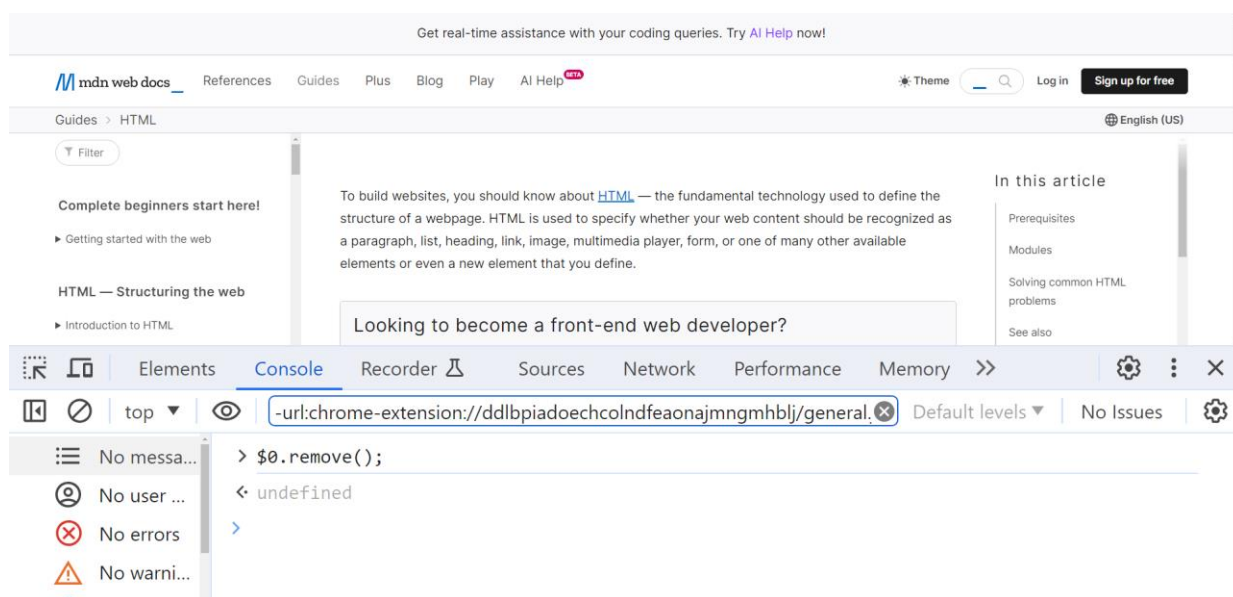 Get real-time assistance with your coding queries. Try AI Help now!
mdn web docs_ References Guides Plus Blog Play AI Help BETA Theme Log in Sign up for free
Guides > HTML English (US)
Filter
Complete beginners start here!
▶ Getting started with the web
HTML — Structuring the web
▶ Introduction to HTML
To build websites, you should know about HTML — the fundamental technology used to define the
structure of a webpage. HTML is used to specify whether your web content should be recognized as
a paragraph, list, heading, link, image, multimedia player, form, or one of many other available
elements or even a new element that you define.
Looking to become a front-end web developer?
In this article
Prerequisites
Modules
Solving common HTML
problems
See also
Elements Console Recorder Sources Network Performance Memory
top ▼ -url:chrome-extension://ddlbpiadoechcolndfeaonajmngmhblj/general. Default levels ▼ No Issues
No messa...
No user ...
No errors
No warni...
> $0.remove();
undefined
>